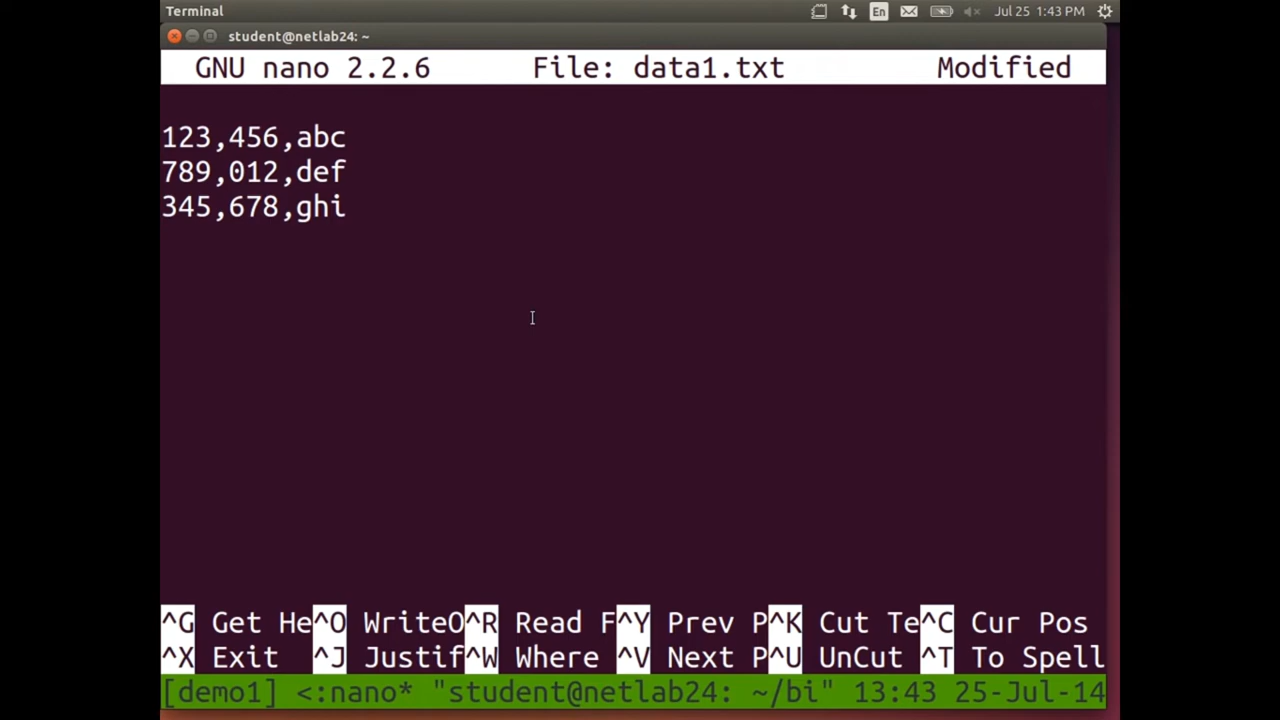 Terminal En Jul 25 1:43 PM
student@netlab24: ~
GNU nano 2.2.6 File: data1.txt Modified
123,456,abc
789,012,def
345,678,ghi
^G Get He^O WriteO^R Read F^Y Prev P^K Cut Te^C Cur Pos
^X Exit ^J Justif^W Where ^V Next P^U UnCut ^T To Spell
[demo1] <:nano* "student@netlab24: ~/bi" 13:43 25-Jul-14